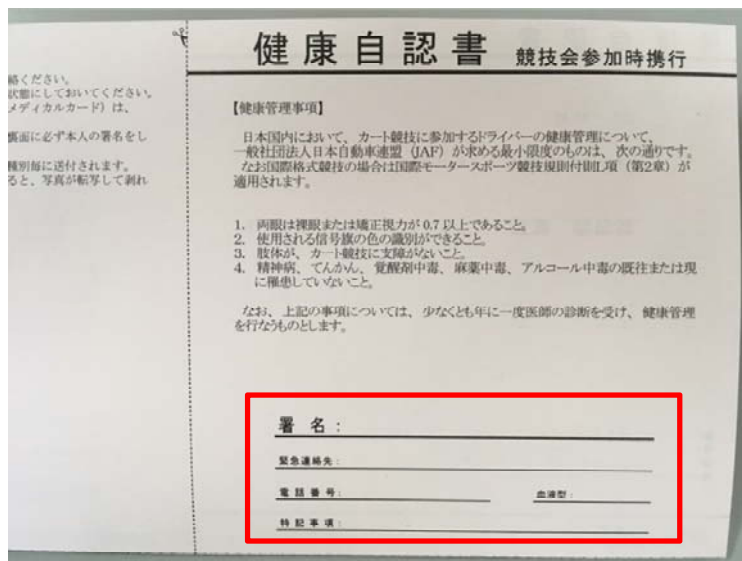 健康自認書 競技会参加時携行
絡ください。
状態にしておいてください。
メディカルカード）は、
裏面に必ず本人の署名をし
種別毎に送付されます。
ると、写真が転写して剥れ
【健康管理事項】
日本国内において、カート競技に参加するドライバーの健康管理について、
一般社団法人日本自動車連盟（JAF）が求める最小限度のものは、次の通りです。
なお国際格式競技の場合は国際モータースポーツ競技規則付則L項（第2章）が
適用されます。
1. 両眼は裸眼または矯正視力が0.7以上であること。
2. 使用される信号旗の色の識別ができること。
3. 肢体が、カート競技に支障がないこと。
4. 精神病、てんかん、覚醒剤中毒、麻薬中毒、アルコール中毒の既往または現
に罹患していないこと。
なお、上記の事項については、少なくとも年に一度医師の診断を受け、健康管理
を行なうものとします。
署名：
緊急連絡先：
電話番号： 血液型：
特記事項：